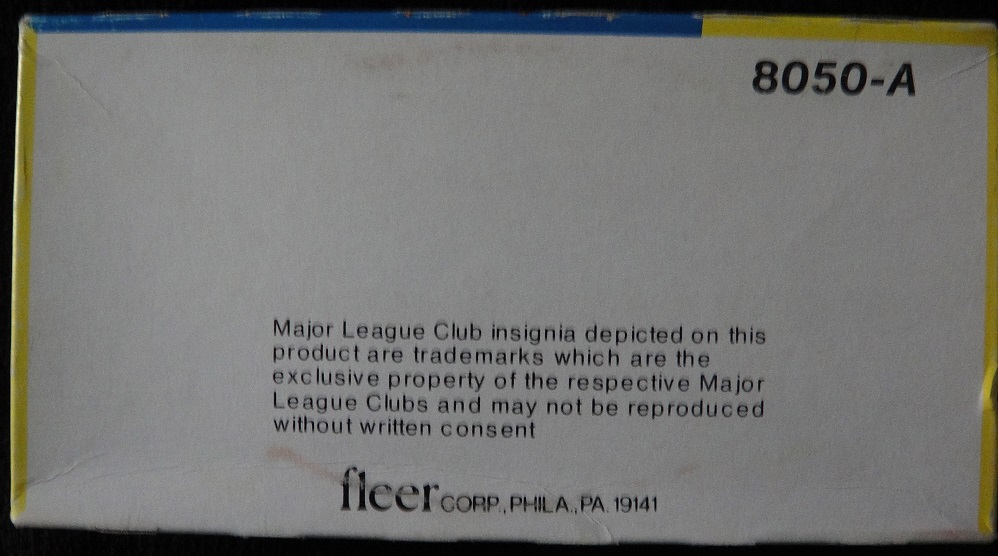 8050-A
Major League Club insignia depicted on this
product are trademarks which are the
exclusive property of the respective Major
League Clubs and may not be reproduced
without written consent
fleer CORP., PHILA., PA. 19141